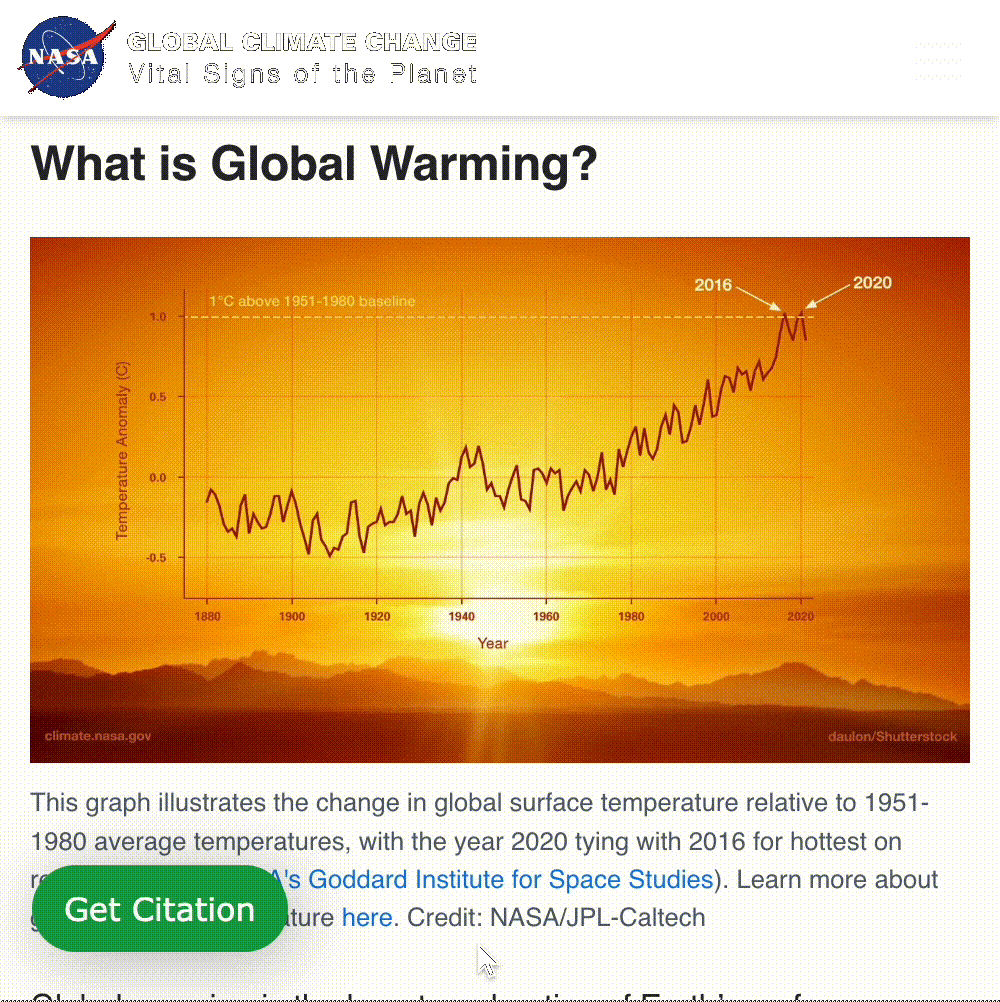 NASA
GLOBAL CLIMATE CHANGE
Vital Signs of the Planet
What is Global Warming?
2016
2020
1°C above 1951-1980 baseline
1.0
0.5
0.0
-0.5
Temperature Anomaly (C)
1880 1900 1920 1940 1960 1980 2000 2020
Year
climate.nasa.gov
daulon/Shutterstock
This graph illustrates the change in global surface temperature relative to 1951-
1980 average temperatures, with the year 2020 tying with 2016 for hottest on
A's Goddard Institute for Space Studies). Learn more about
here. Credit: NASA/JPL-Caltech
Get Citation